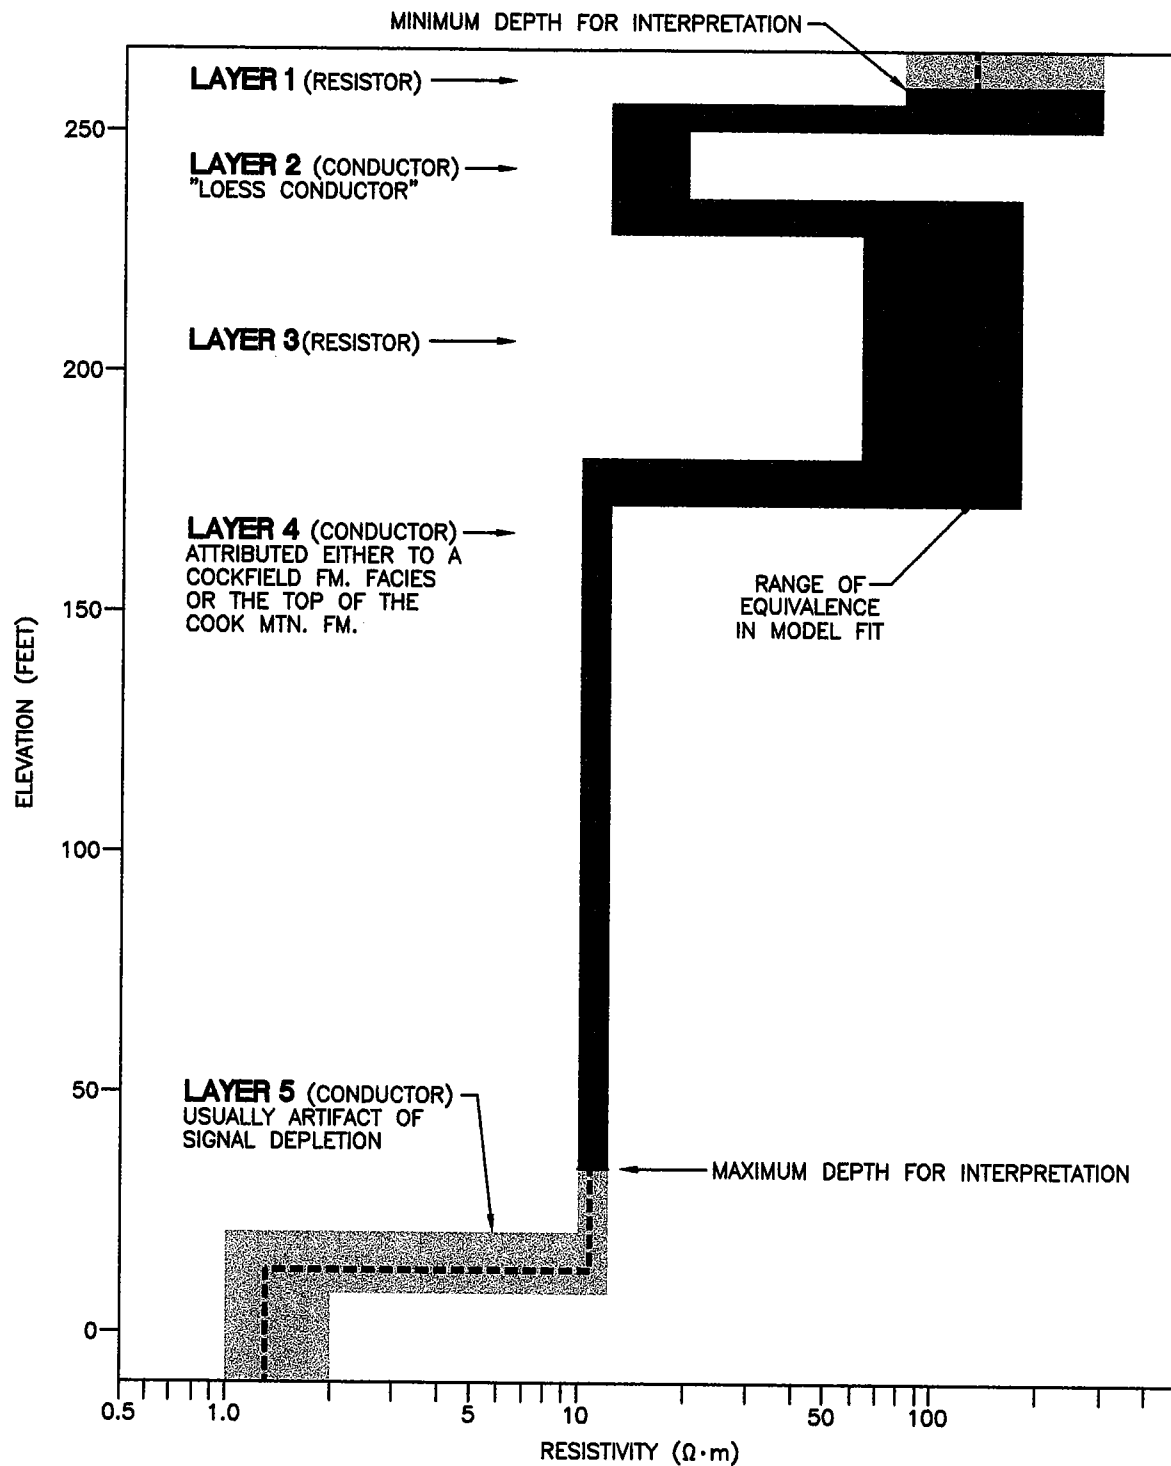 MINIMUM DEPTH FOR INTERPRETATION
LAYER 1 (RESISTOR)
250
LAYER 2 (CONDUCTOR)
"LOESS CONDUCTOR"
LAYER 3 (RESISTOR)
200
LAYER 4 (CONDUCTOR)
ATTRIBUTED EITHER TO A
COCKFIELD FM. FACIES
OR THE TOP OF THE
COOK MTN. FM.
RANGE OF
EQUIVALENCE
IN MODEL FIT
150
ELEVATION (FEET)
100
50
LAYER 5 (CONDUCTOR)
USUALLY ARTIFACT OF
SIGNAL DEPLETION
MAXIMUM DEPTH FOR INTERPRETATION
0
0.5 1.0 5 10 50 100
RESISTIVITY (Ω·m)